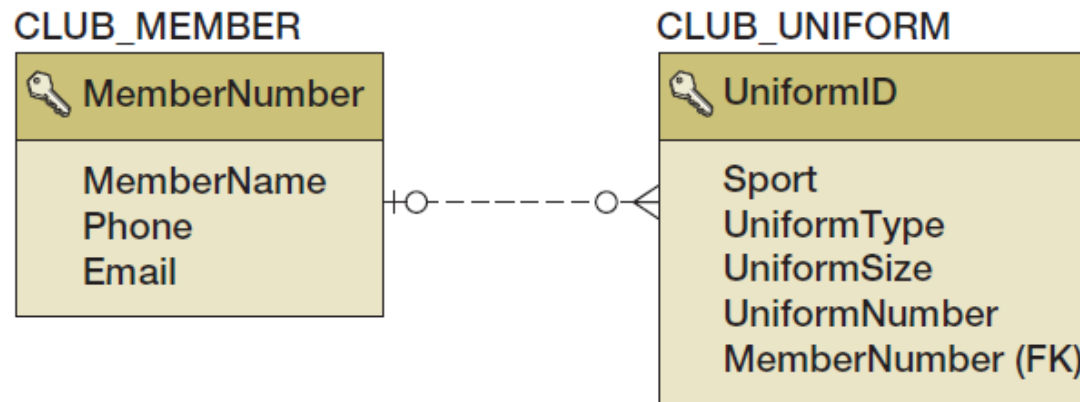 CLUB_MEMBER
MemberNumber
MemberName
Phone
Email
CLUB_UNIFORM
UniformID
Sport
UniformType
UniformSize
UniformNumber
MemberNumber (FK)